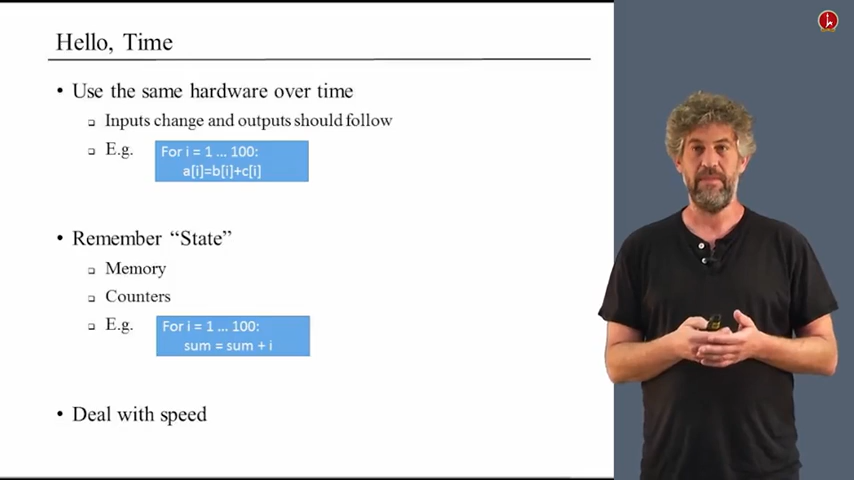 Hello, Time
• Use the same hardware over time
Inputs change and outputs should follow
E.g.
For i = 1 ... 100:
a[i]=b[i]+c[i]
• Remember “State”
Memory
Counters
E.g.
For i = 1 ... 100:
sum = sum + i
• Deal with speed